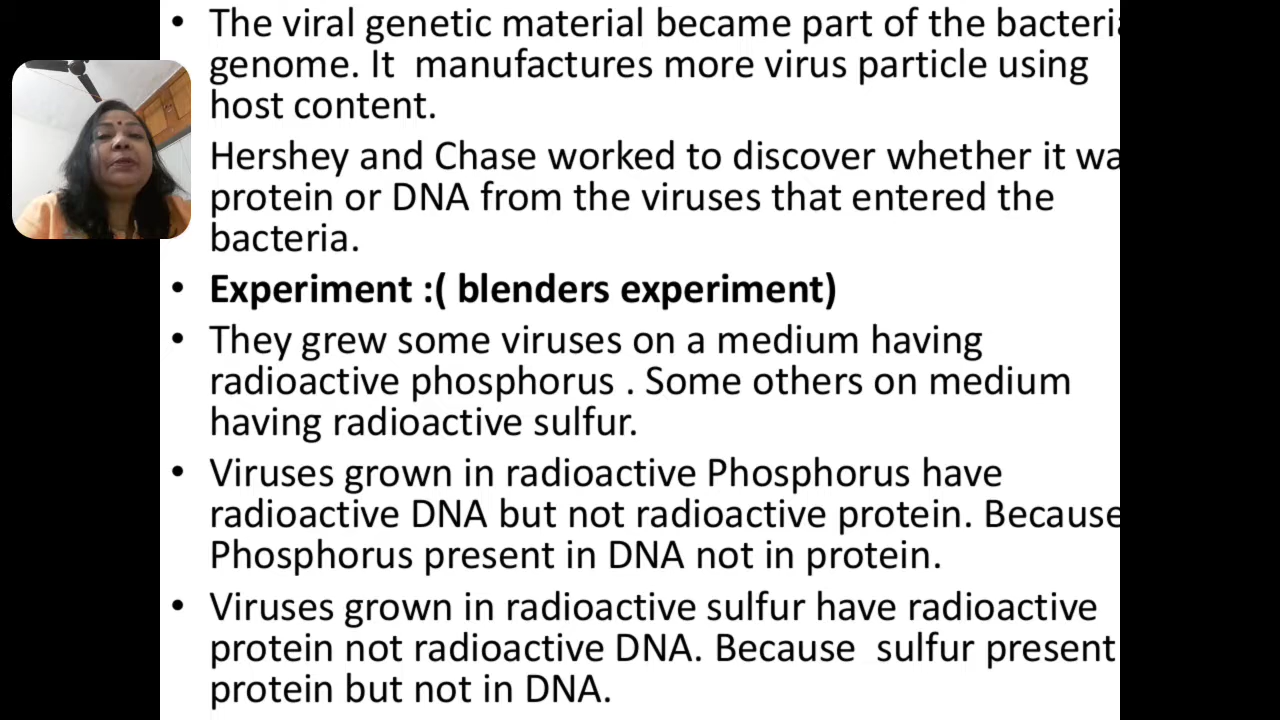 • The viral genetic material became part of the bacteria
genome. It  manufactures more virus particle using
host content.
Hershey and Chase worked to discover whether it wa
protein or DNA from the viruses that entered the
bacteria.
• Experiment :( blenders experiment)
• They grew some viruses on a medium having
radioactive phosphorus . Some others on medium
having radioactive sulfur.
• Viruses grown in radioactive Phosphorus have
radioactive DNA but not radioactive protein. Because
Phosphorus present in DNA not in protein.
• Viruses grown in radioactive sulfur have radioactive
protein not radioactive DNA. Because  sulfur present
protein but not in DNA.